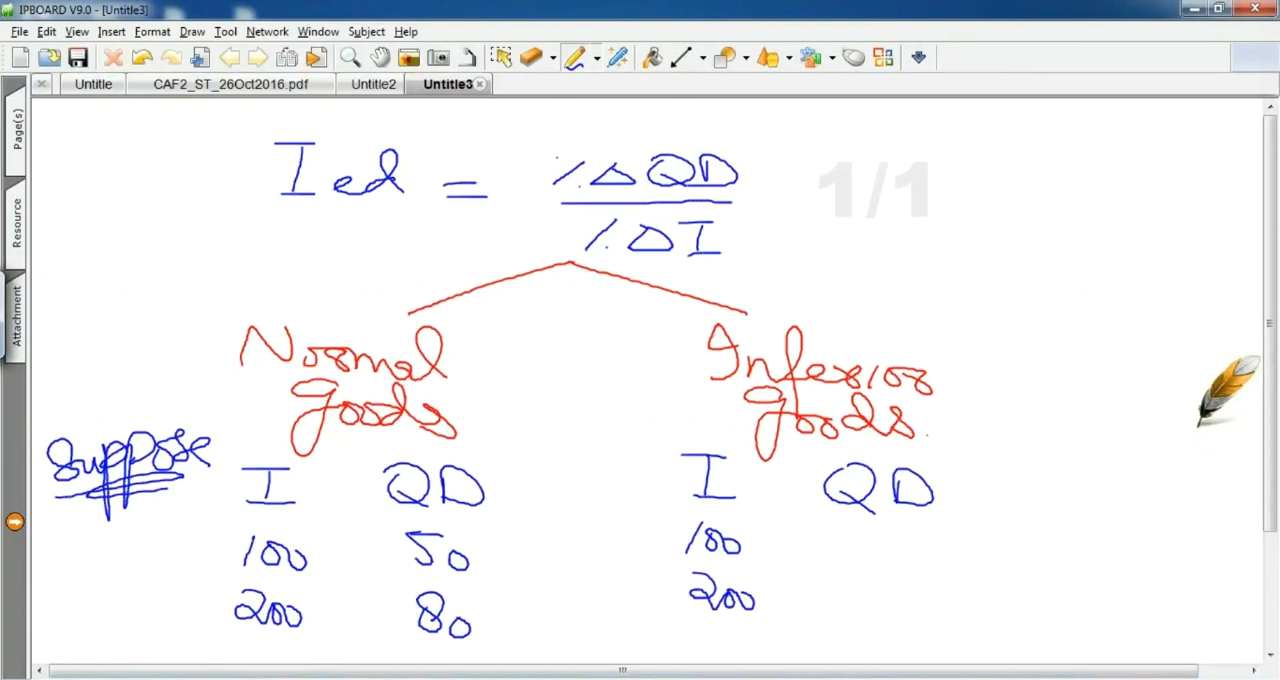 IPBOARD V9.0 - [Untitle3]
File Edit View Insert Format Draw Tool Network Window Subject Help
Untitle CAF2_ST_26Oct2016.pdf Untitle2 Untitle3
Page(s)
Resource
Attachment
1/1
Ied = %ΔQD
%ΔI
Normal
goods
Inferior
goods
Suppose
I QD I QD
100 50 100
200 80 200